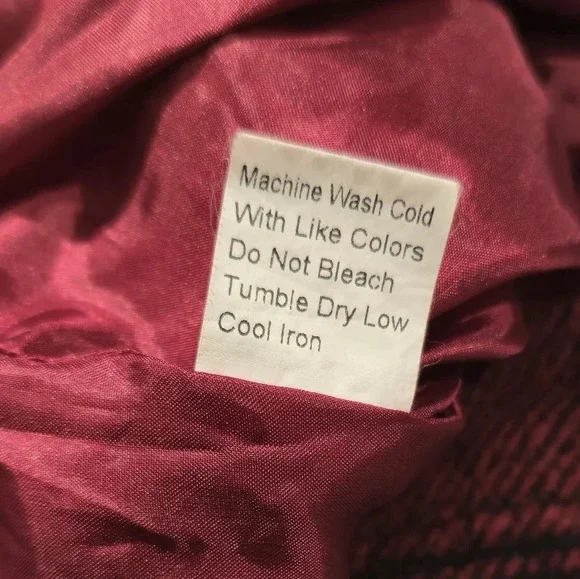 Machine Wash Cold
With Like Colors
Do Not Bleach
Tumble Dry Low
Cool Iron